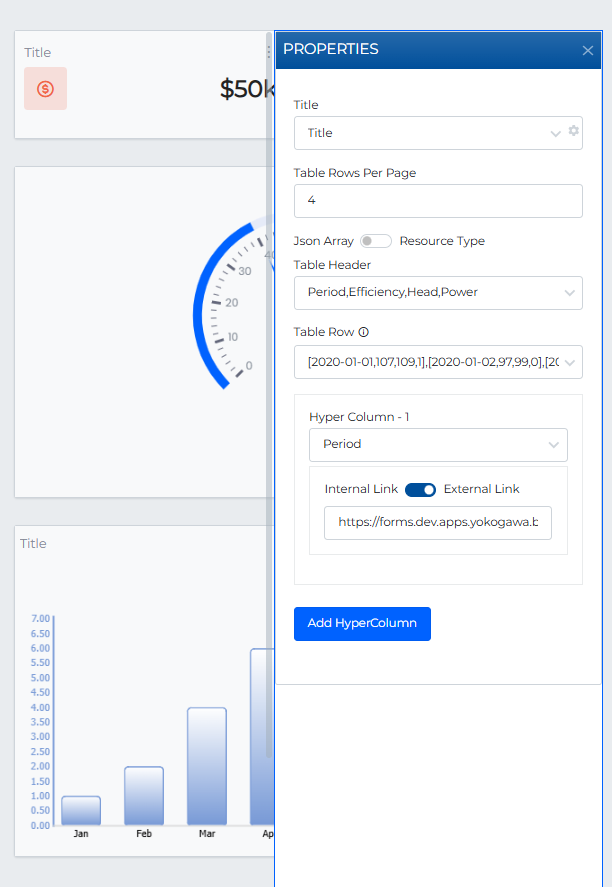 Title
$50k
40
30
20
10
0
Title
7.00
6.50
6.00
5.50
5.00
4.50
4.00
3.50
3.00
2.50
2.00
1.50
1.00
0.50
0.00
Jan
Feb
Mar
Ap
PROPERTIES
Title
Title
Table Rows Per Page
4
Json Array Resource Type
Table Header
Period,Efficiency,Head,Power
Table Row
[2020-01-01,107,109,1],[2020-01-02,97,99,0],[20
Hyper Column - 1
Period
Internal Link External Link
https://forms.dev.apps.yokogawa.b
Add HyperColumn